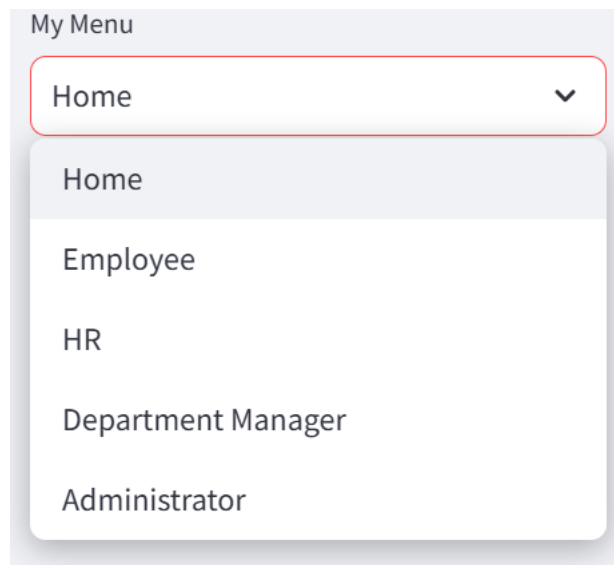 My Menu
Home
Home
Employee
HR
Department Manager
Administrator